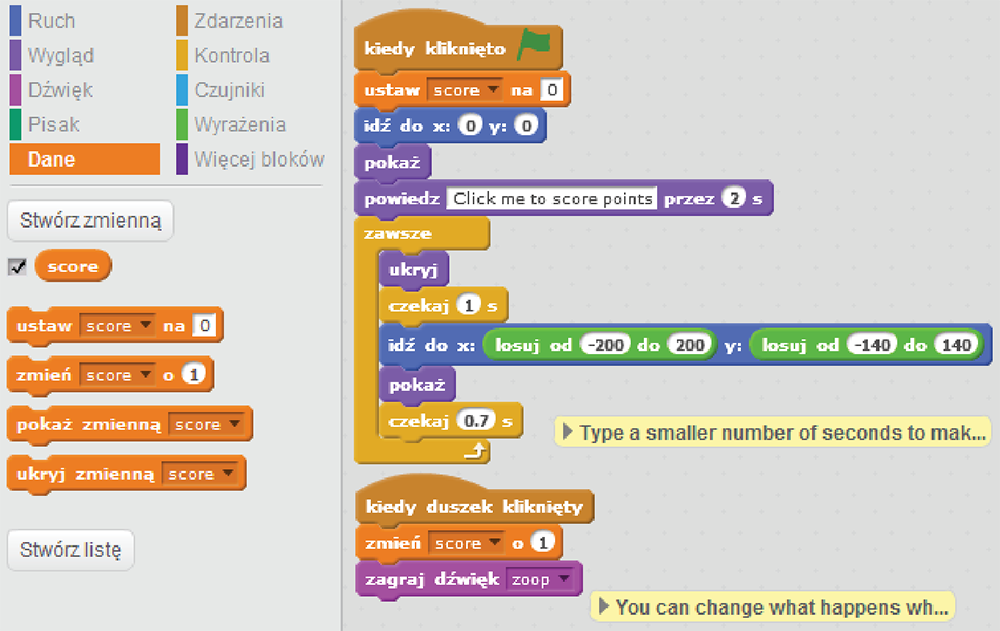 Ruch
Wygląd
Dźwięk
Pisak
Dane
Zdarzenia
Kontrola
Czujniki
Wyrażenia
Więcej bloków
Stwórz zmienną
score
ustaw score na 0
zmień score o 1
pokaż zmienną score
ukryj zmienną score
Stwórz listę
kiedy kliknięto
ustaw score na 0
idź do x: 0 y: 0
pokaż
powiedz Click me to score points przez 2 s
zawsze
ukryj
czekaj 1 s
idź do x: losuj od -200 do 200 y: losuj od -140 do 140
pokaż
czekaj 0.7 s
Type a smaller number of seconds to mak...
kiedy duszek kliknięty
zmień score o 1
zagraj dźwięk zoop
You can change what happens wh...